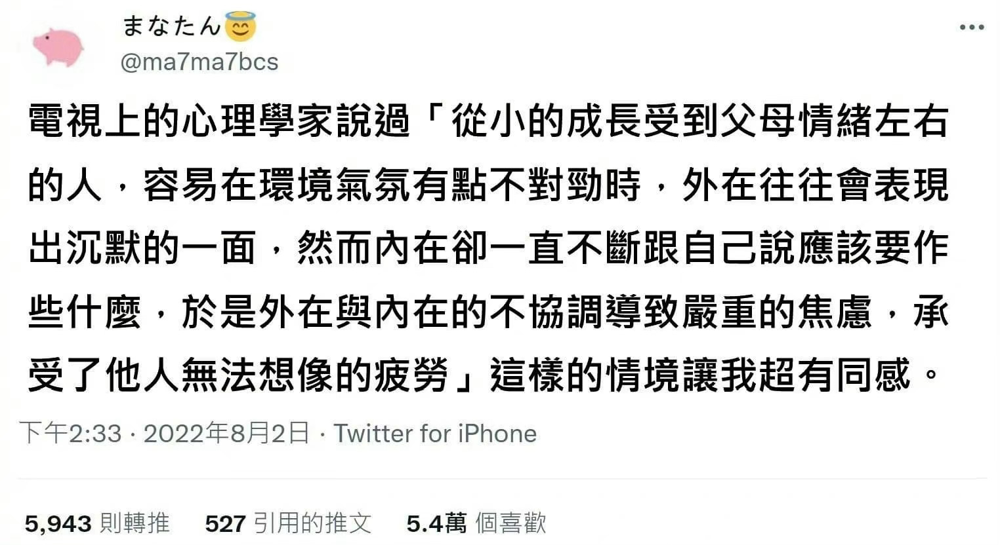 まなたん😇
@ma7ma7bcs
電視上的心理學家說過「從小的成長受到父母情緒左右
的人，容易在環境氣氛有點不對勁時，外在往往會表現
出沉默的一面，然而內在卻一直不斷跟自己說應該要作
些什麼，於是外在與內在的不協調導致嚴重的焦慮，承
受了他人無法想像的疲勞」這樣的情境讓我超有同感。
下午2:33 · 2022年8月2日 · Twitter for iPhone
5,943 則轉推 527 引用的推文 5.4萬 個喜歡